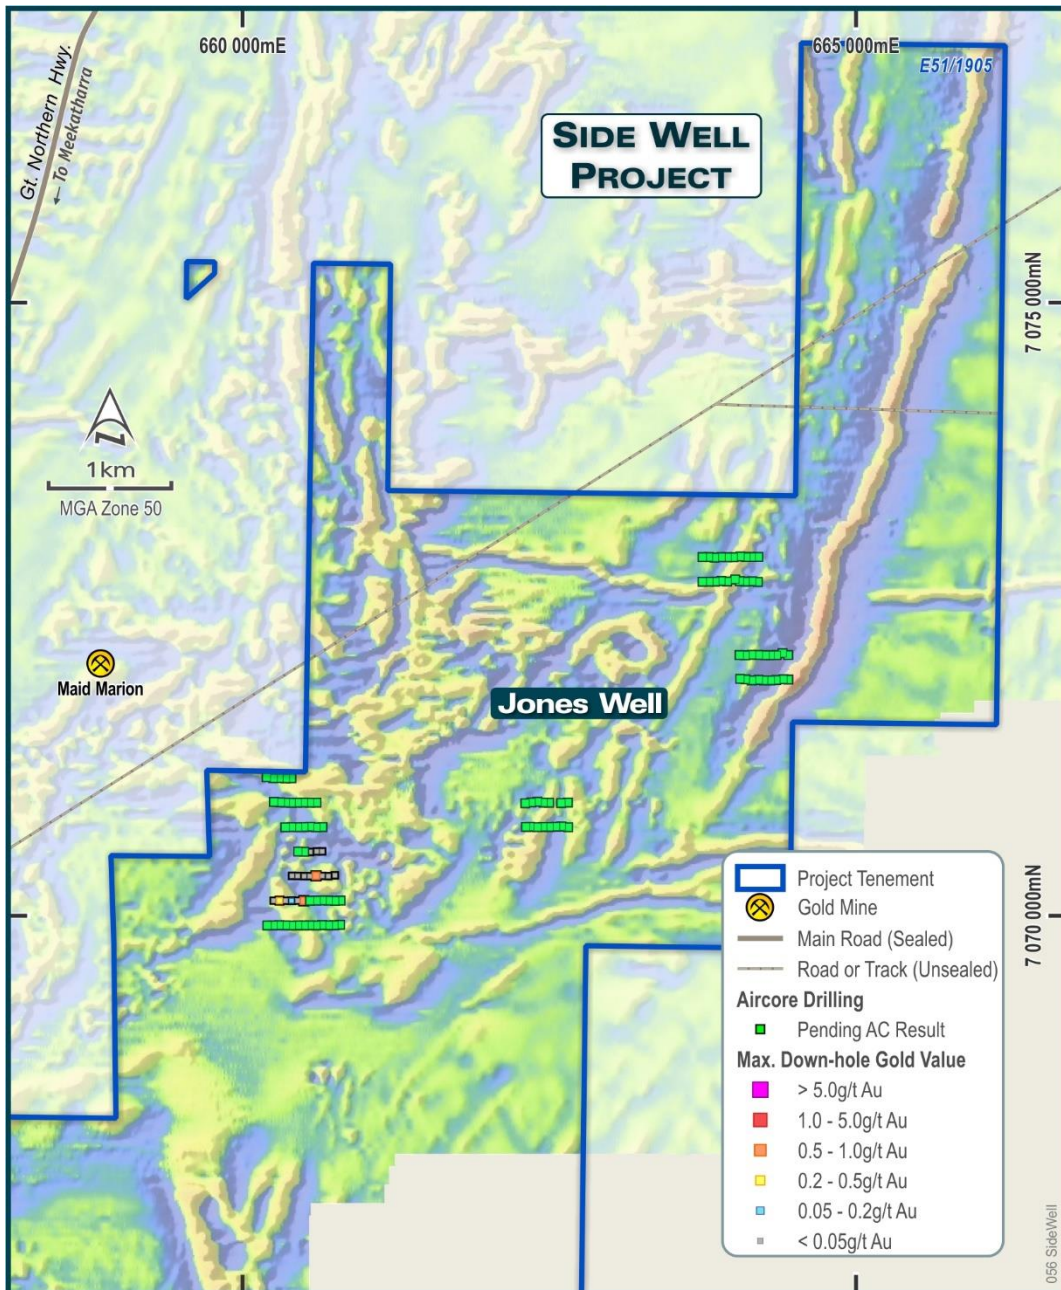 660 000mE
665 000mE
E51/1905
Gt. Northern Hwy.
← To Meekatharra
SIDE WELL
PROJECT
7 075 000mN
N
1km
MGA Zone 50
Maid Marion
Jones Well
7 070 000mN
Project Tenement
Gold Mine
Main Road (Sealed)
Road or Track (Unsealed)
Aircore Drilling
Pending AC Result
Max. Down-hole Gold Value
> 5.0g/t Au
1.0 - 5.0g/t Au
0.5 - 1.0g/t Au
0.2 - 0.5g/t Au
0.05 - 0.2g/t Au
< 0.05g/t Au
056 SideWell